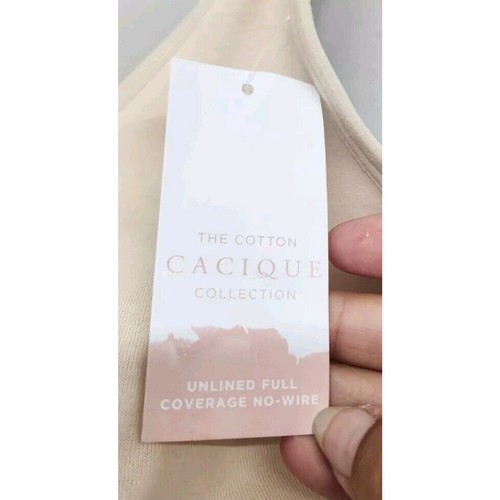 THE COTTON
CACIQUE
COLLECTION
UNLINED FULL
COVERAGE NO-WIRE